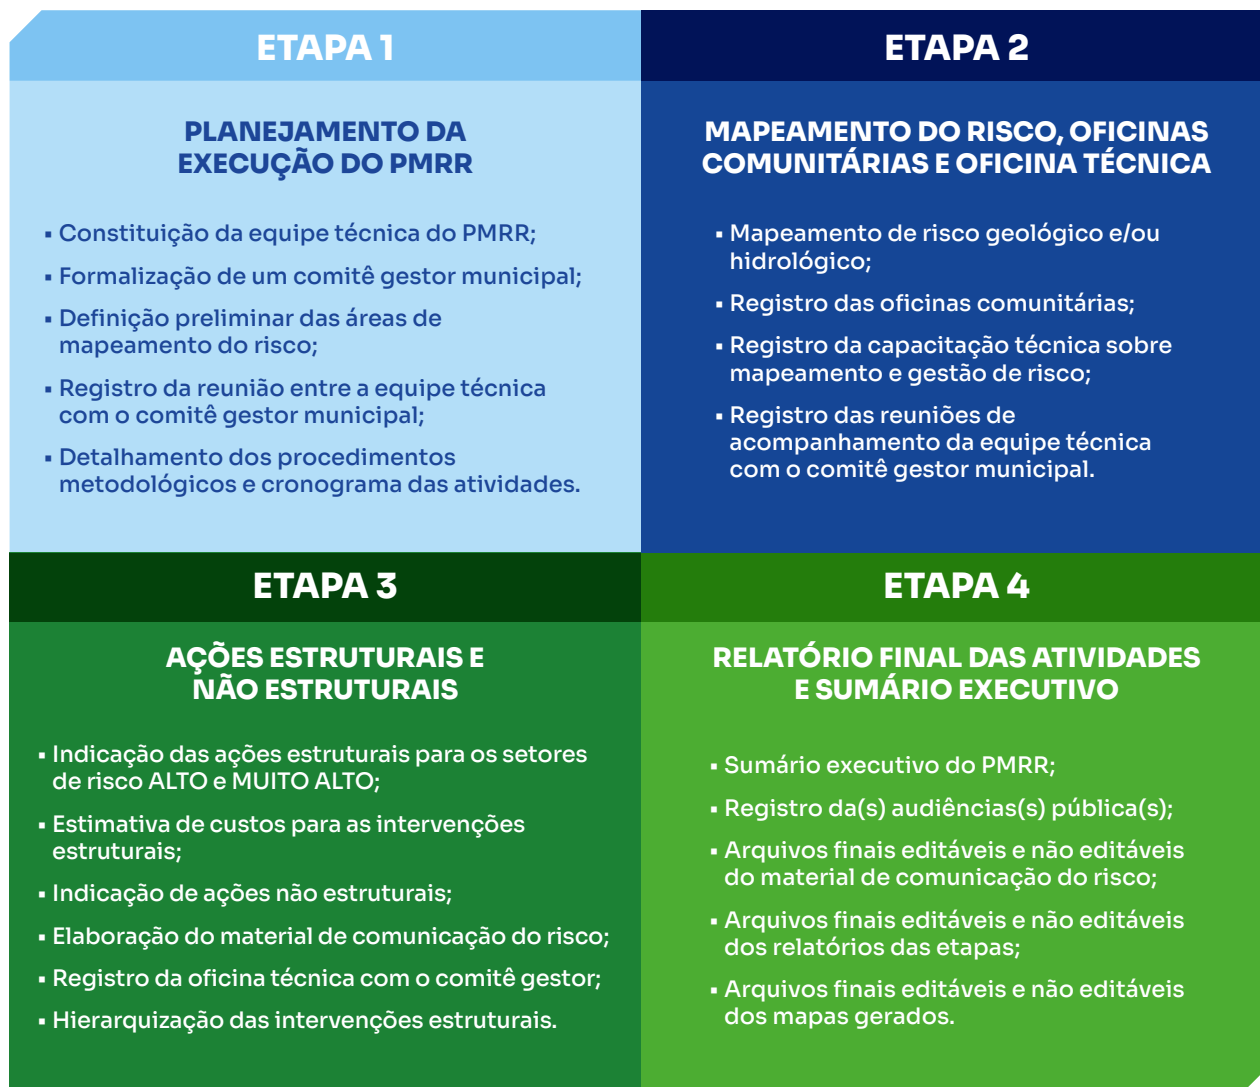 ETAPA 1
PLANEJAMENTO DA
EXECUÇÃO DO PMRR
▪ Constituição da equipe técnica do PMRR;
▪ Formalização de um comitê gestor municipal;
▪ Definição preliminar das áreas de
mapeamento do risco;
▪ Registro da reunião entre a equipe técnica
com o comitê gestor municipal;
▪ Detalhamento dos procedimentos
metodológicos e cronograma das atividades.
ETAPA 2
MAPEAMENTO DO RISCO, OFICINAS
COMUNITÁRIAS E OFICINA TÉCNICA
▪ Mapeamento de risco geológico e/ou
hidrológico;
▪ Registro das oficinas comunitárias;
▪ Registro da capacitação técnica sobre
mapeamento e gestão de risco;
▪ Registro das reuniões de
acompanhamento da equipe técnica
com o comitê gestor municipal.
ETAPA 3
AÇÕES ESTRUTURAIS E
NÃO ESTRUTURAIS
▪ Indicação das ações estruturais para os setores
de risco ALTO e MUITO ALTO;
▪ Estimativa de custos para as intervenções
estruturais;
▪ Indicação de ações não estruturais;
▪ Elaboração do material de comunicação do risco;
▪ Registro da oficina técnica com o comitê gestor;
▪ Hierarquização das intervenções estruturais.
ETAPA 4
RELATÓRIO FINAL DAS ATIVIDADES
E SUMÁRIO EXECUTIVO
▪ Sumário executivo do PMRR;
▪ Registro da(s) audiências(s) pública(s);
▪ Arquivos finais editáveis e não editáveis
do material de comunicação do risco;
▪ Arquivos finais editáveis e não editáveis
dos relatórios das etapas;
▪ Arquivos finais editáveis e não editáveis
dos mapas gerados.